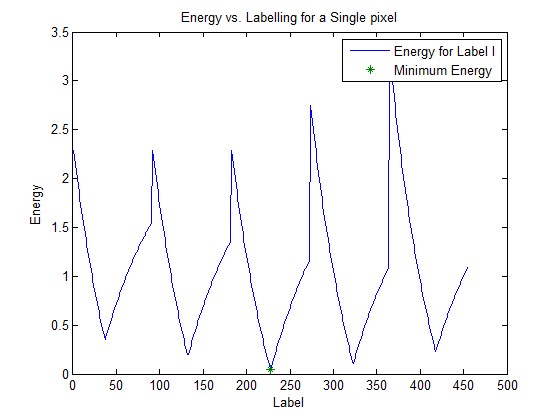 Energy vs. Labelling for a Single pixel
Energy for Label l
Minimum Energy
3.5
3
2.5
2
1.5
1
0.5
0
Energy
0 50 100 150 200 250 300 350 400 450 500
Label